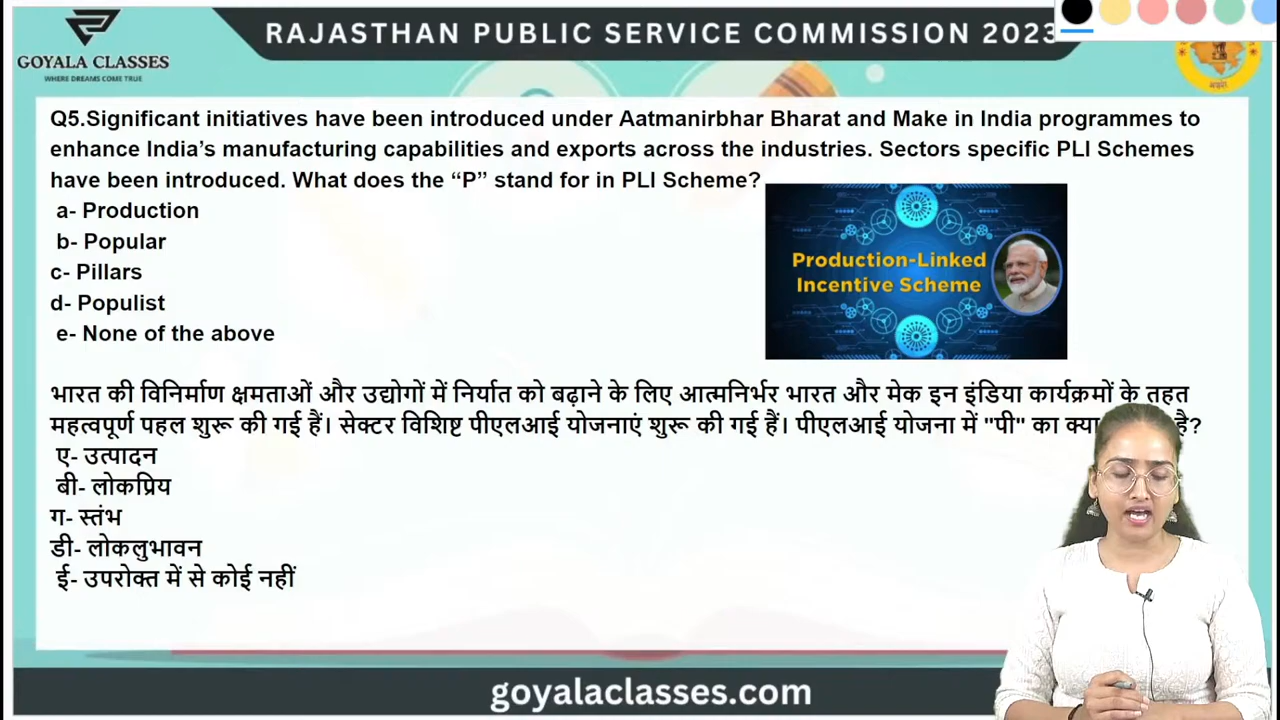 GOYALA CLASSES
WHERE DREAMS COME TRUE
RAJASTHAN PUBLIC SERVICE COMMISSION 2023
Q5.Significant initiatives have been introduced under Aatmanirbhar Bharat and Make in India programmes to
enhance India’s manufacturing capabilities and exports across the industries. Sectors specific PLI Schemes
have been introduced. What does the “P” stand for in PLI Scheme?
a- Production
b- Popular
c- Pillars
d- Populist
e- None of the above
Production-Linked
Incentive Scheme
भारत की विनिर्माण क्षमताओं और उद्योगों में निर्यात को बढ़ाने के लिए आत्मनिर्भर भारत और मेक इन इंडिया कार्यक्रमों के तहत
महत्वपूर्ण पहल शुरू की गई हैं। सेक्टर विशिष्ट पीएलआई योजनाएं शुरू की गई हैं। पीएलआई योजना में "पी" का क्या है?
ए- उत्पादन
बी- लोकप्रिय
ग- स्तंभ
डी- लोकलुभावन
ई- उपरोक्त में से कोई नहीं
goyalaclasses.com